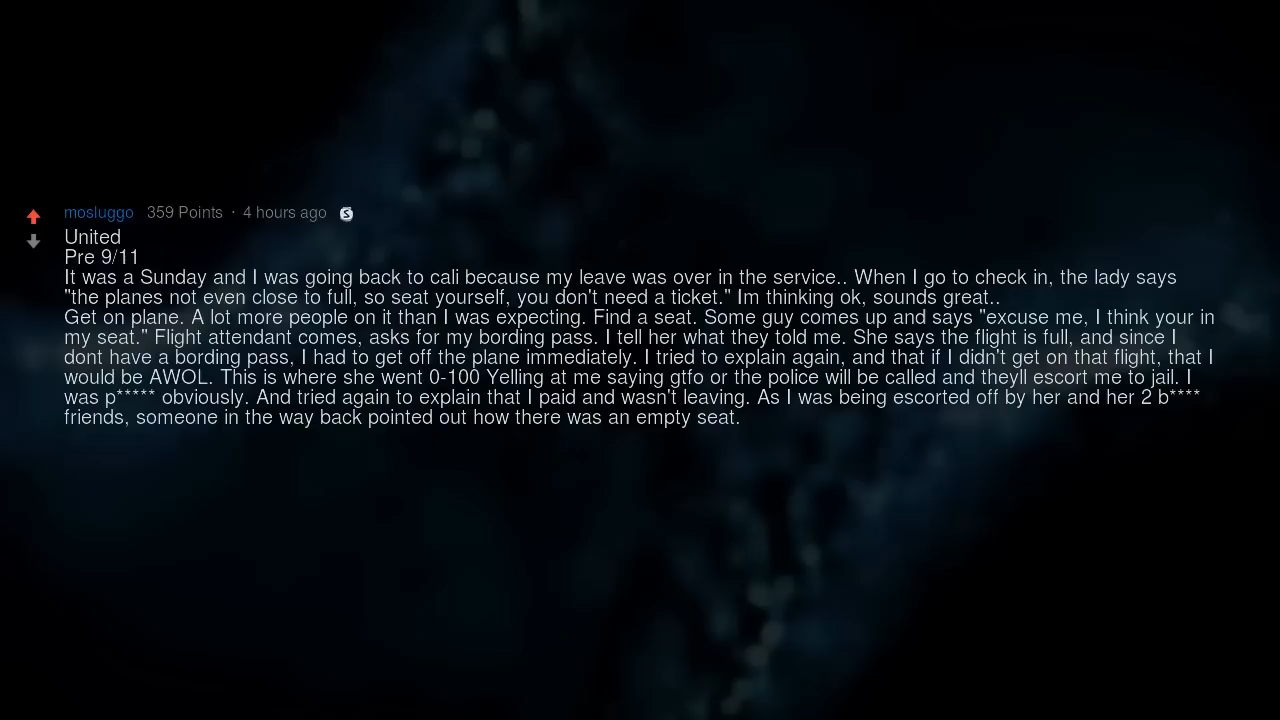 mosluggo 359 Points · 4 hours ago
United
Pre 9/11
It was a Sunday and I was going back to cali because my leave was over in the service.. When I go to check in, the lady says
"the planes not even close to full, so seat yourself, you don't need a ticket." Im thinking ok, sounds great..
Get on plane. A lot more people on it than I was expecting. Find a seat. Some guy comes up and says "excuse me, I think your in
my seat." Flight attendant comes, asks for my bording pass. I tell her what they told me. She says the flight is full, and since I
dont have a bording pass, I had to get off the plane immediately. I tried to explain again, and that if I didn't get on that flight, that I
would be AWOL. This is where she went 0-100 Yelling at me saying gtfo or the police will be called and theyll escort me to jail. I
was p***** obviously. And tried again to explain that I paid and wasn't leaving. As I was being escorted off by her and her 2 b****
friends, someone in the way back pointed out how there was an empty seat.